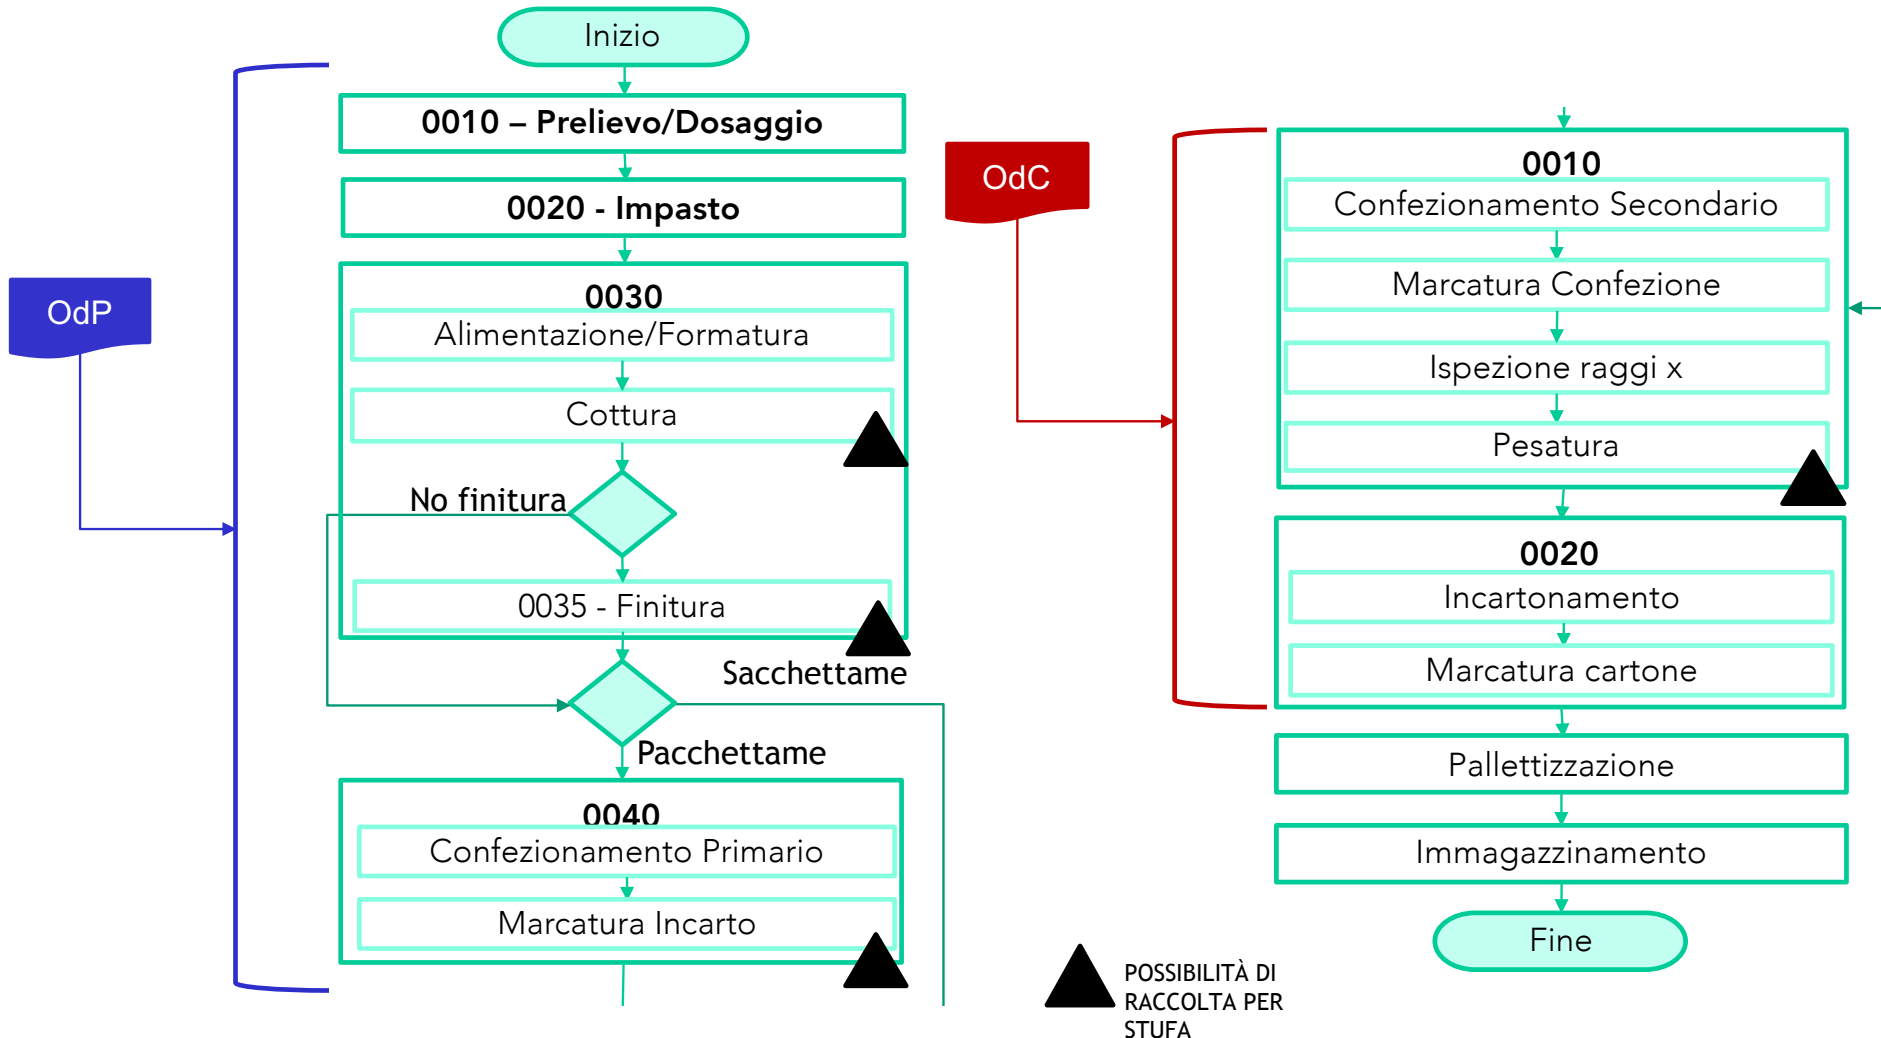 Inizio
0010 – Prelievo/Dosaggio
0020 - Impasto
OdP
0030
Alimentazione/Formatura
Cottura
No finitura
0035 - Finitura
Sacchettame
Pacchettame
0040
Confezionamento Primario
Marcatura Incarto
OdC
0010
Confezionamento Secondario
Marcatura Confezione
Ispezione raggi x
Pesatura
0020
Incartonamento
Marcatura cartone
Pallettizzazione
Immagazzinamento
Fine
POSSIBILITÀ DI
RACCOLTA PER
STUFA